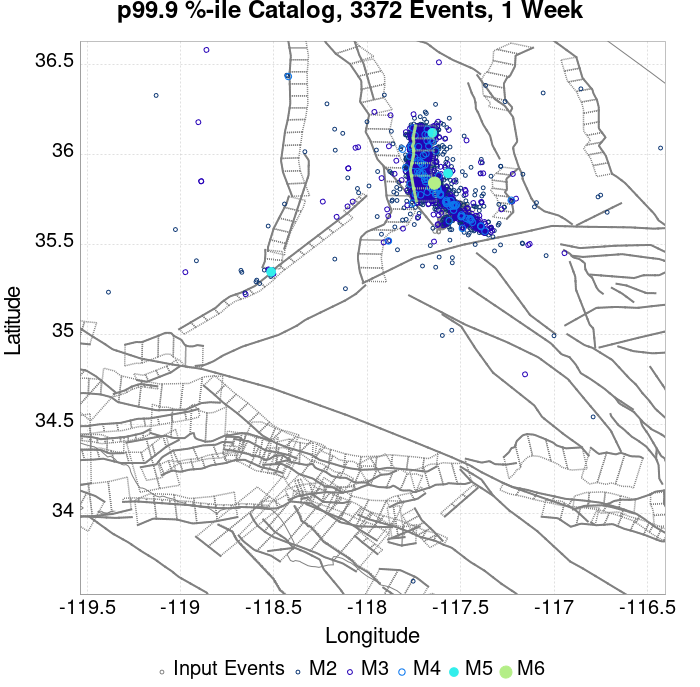 p99.9 %-ile Catalog, 3372 Events, 1 Week
36.5
36
35.5
35
34.5
34
Latitude
-119.5 -119 -118.5 -118 -117.5 -117 -116.5
Longitude
Input Events M2 M3 M4 M5 M6